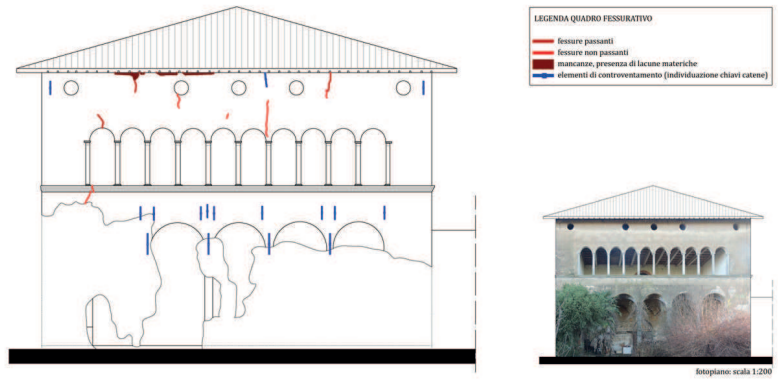 LEGENDA QUADRO FESSURATIVO
fessure passanti
fessure non passanti
mancanze, presenza di lacune materiche
elementi di controventamento (individuazione chiavi catene)
fotopiano: scala 1:200